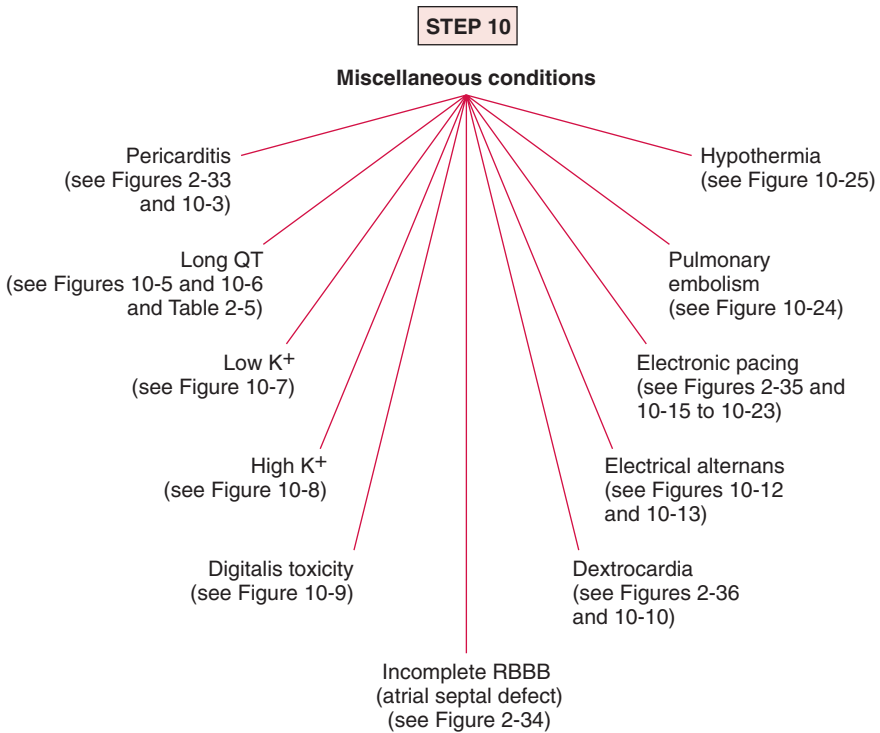 STEP 10
Miscellaneous conditions
Pericarditis
(see Figures 2-33
and 10-3)
Hypothermia
(see Figure 10-25)
Long QT
(see Figures 10-5 and 10-6
and Table 2-5)
Pulmonary
embolism
(see Figure 10-24)
Low K+
(see Figure 10-7)
Electronic pacing
(see Figures 2-35 and
10-15 to 10-23)
High K+
(see Figure 10-8)
Electrical alternans
(see Figures 10-12
and 10-13)
Digitalis toxicity
(see Figure 10-9)
Dextrocardia
(see Figures 2-36
and 10-10)
Incomplete RBBB
(atrial septal defect)
(see Figure 2-34)